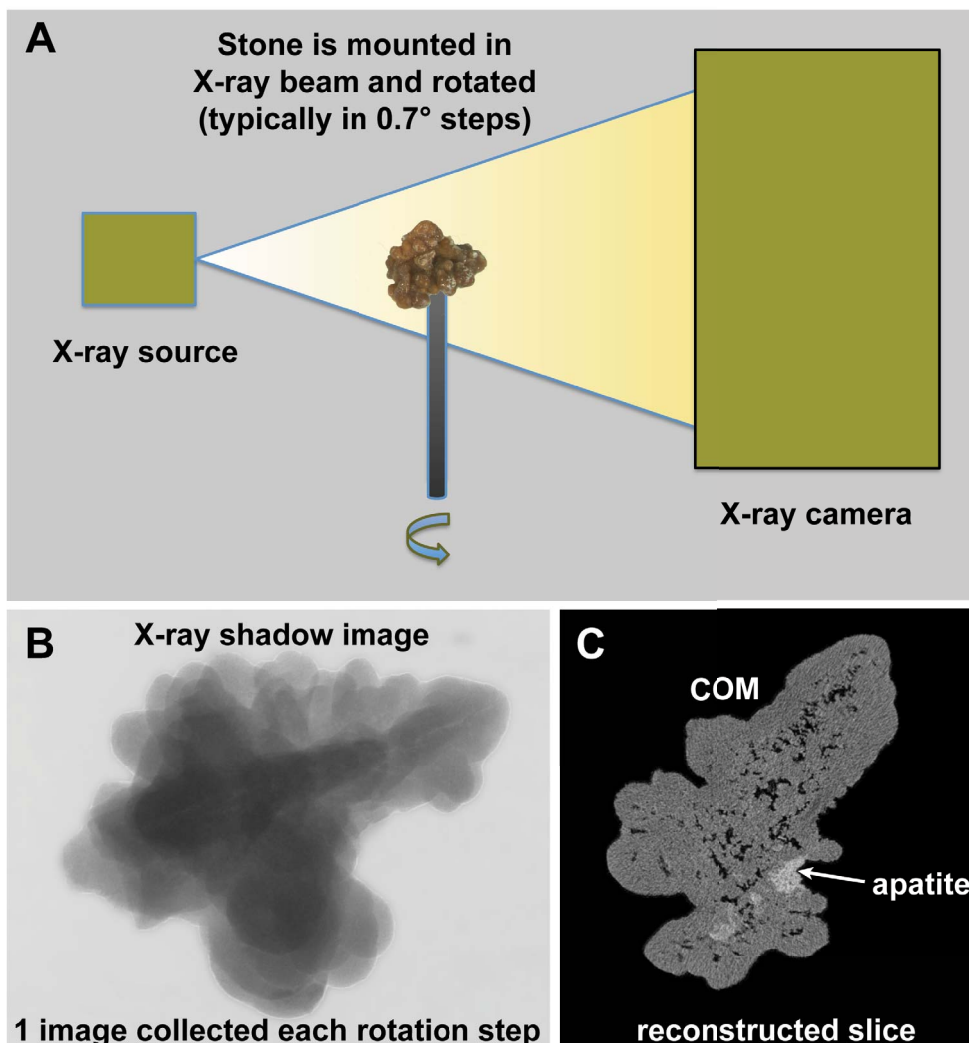 A
Stone is mounted in
X-ray beam and rotated
(typically in 0.7° steps)
X-ray source
X-ray camera
B
X-ray shadow image
1 image collected each rotation step
C
COM
apatite
reconstructed slice